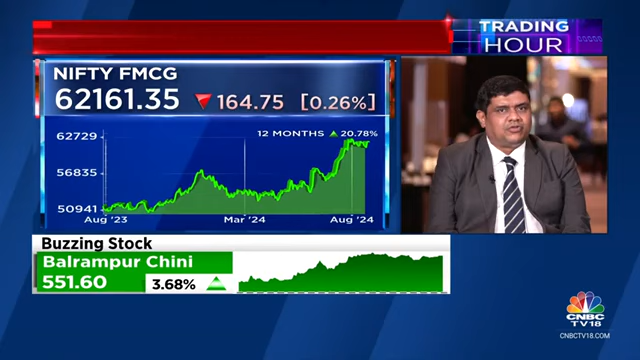 TRADING
HOUR
NIFTY FMCG
62161.35 ▼ 164.75 [0.26%]
12 MONTHS ▲ 20.78%
62729
56835
50941
Aug '23 Mar '24 Aug '24
Buzzing Stock
Balrampur Chini
551.60 3.68% ▲
CNBC
TV18
CNBCTV18.COM